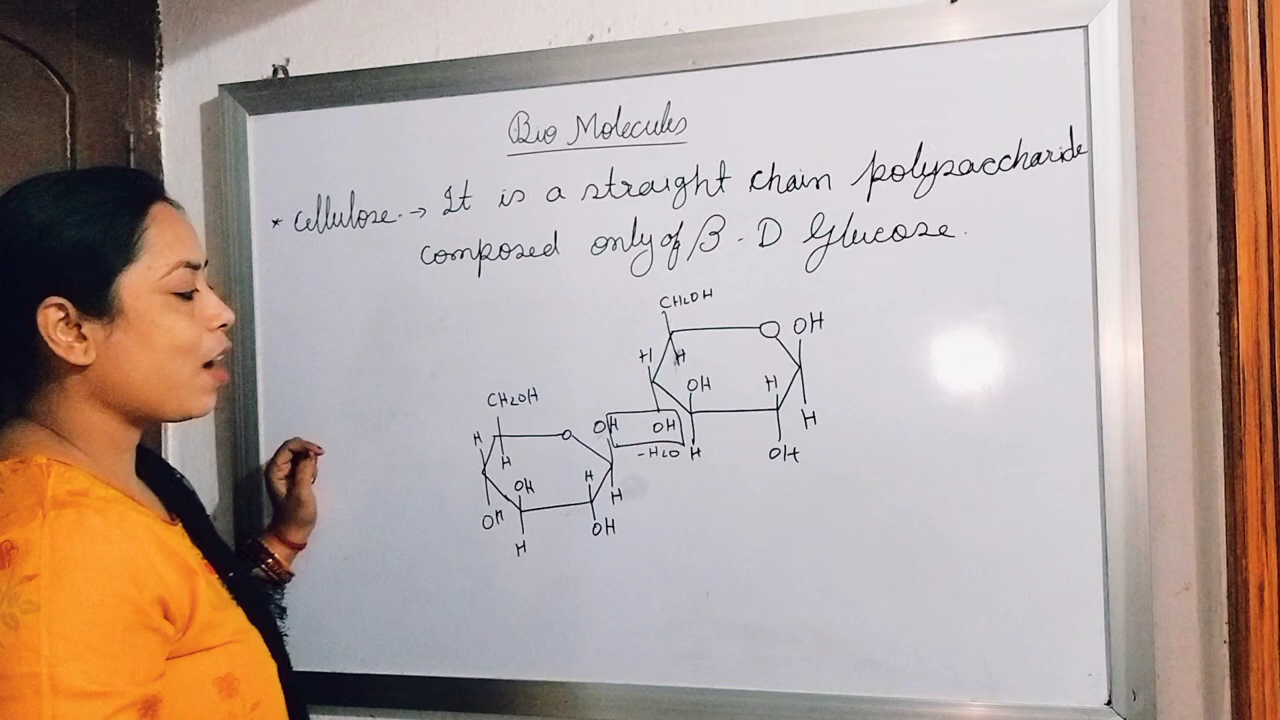 Bio Molecules
* Cellulose. → It is a straight chain polysaccharide
composed only of β - D Glucose.
CH2OH
O OH
H H
OH H
H
OH -H2O H OH
CH2OH
OH
H O
H
OH H H
OH OH
H